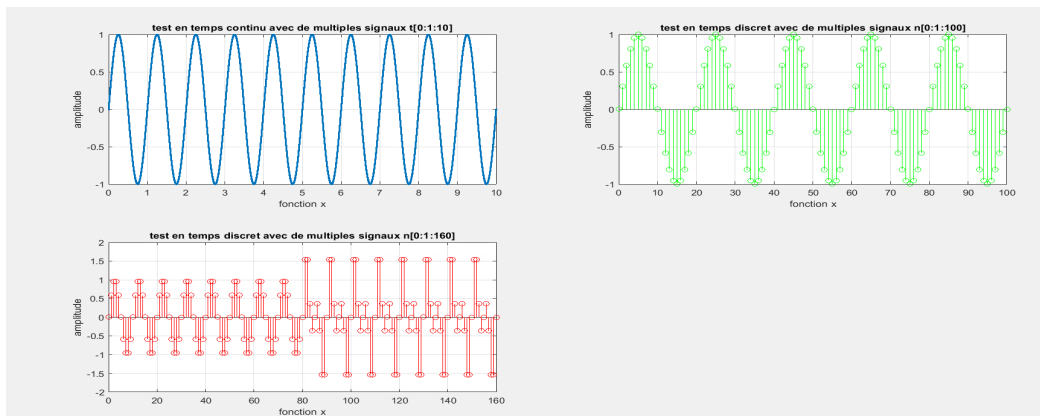 test en temps continu avec de multiples signaux t[0:1:10]
amplitude
1
0.5
0
-0.5
-1
0 1 2 3 4 5 6 7 8 9 10
fonction x
test en temps discret avec de multiples signaux n[0:1:100]
amplitude
1
0.5
0
-0.5
-1
0 10 20 30 40 50 60 70 80 90 100
fonction x
test en temps discret avec de multiples signaux n[0:1:160]
amplitude
2
1.5
1
0.5
0
-0.5
-1
-1.5
-2
0 20 40 60 80 100 120 140 160
fonction x